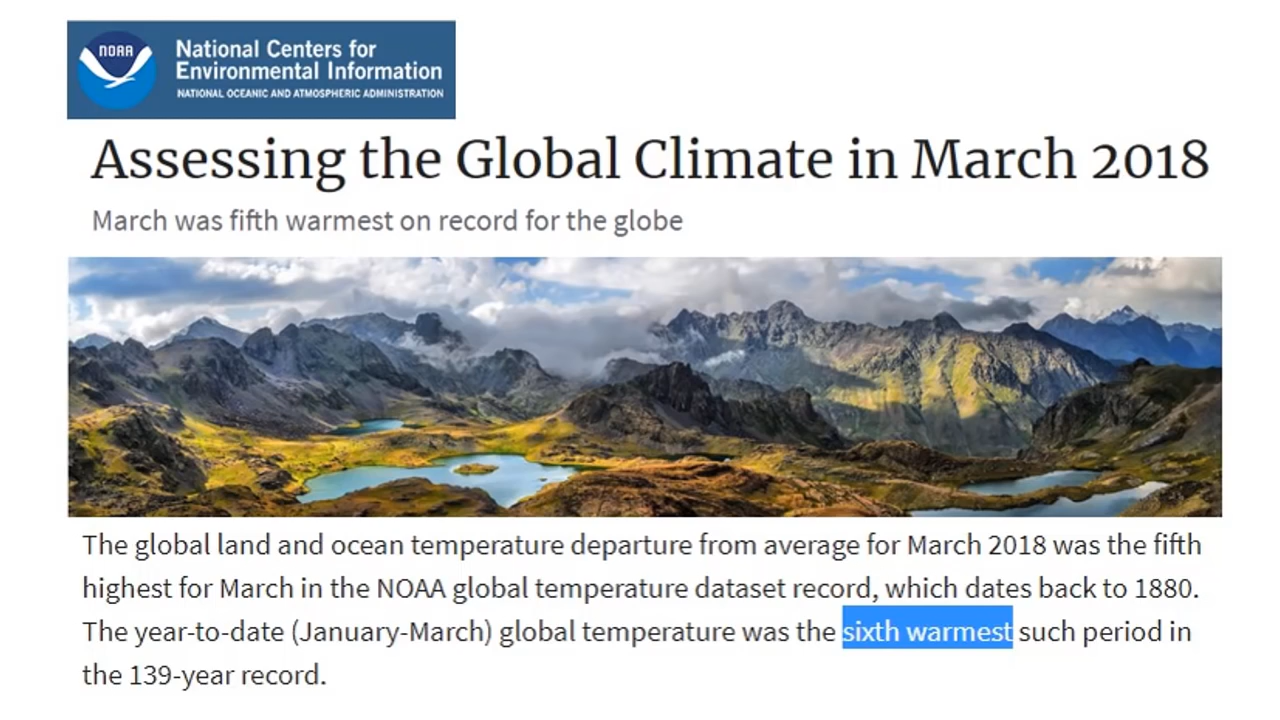 NOAA
National Centers for
Environmental Information
NATIONAL OCEANIC AND ATMOSPHERIC ADMINISTRATION
Assessing the Global Climate in March 2018
March was fifth warmest on record for the globe
The global land and ocean temperature departure from average for March 2018 was the fifth
highest for March in the NOAA global temperature dataset record, which dates back to 1880.
The year-to-date (January-March) global temperature was the sixth warmest such period in
the 139-year record.